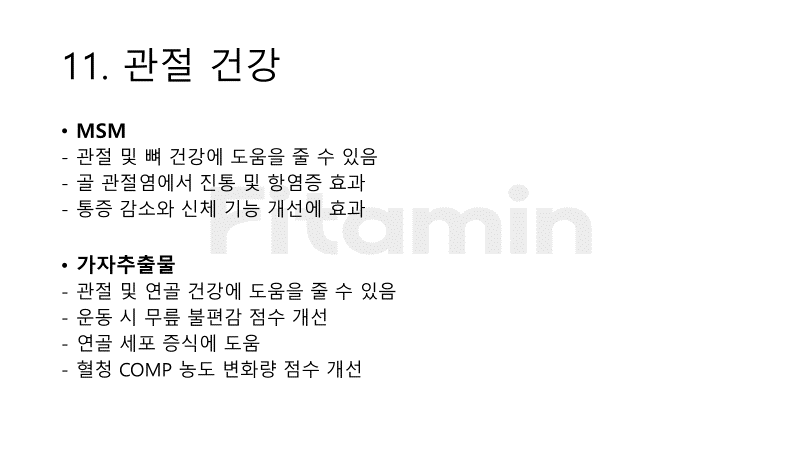 11. 관절 건강
• MSM
- 관절 및 뼈 건강에 도움을 줄 수 있음
- 골 관절염에서 진통 및 항염증 효과
- 통증 감소와 신체 기능 개선에 효과
Fitamin
• 가자추출물
- 관절 및 연골 건강에 도움을 줄 수 있음
- 운동 시 무릎 불편감 점수 개선
- 연골 세포 증식에 도움
- 혈청 COMP 농도 변화량 점수 개선